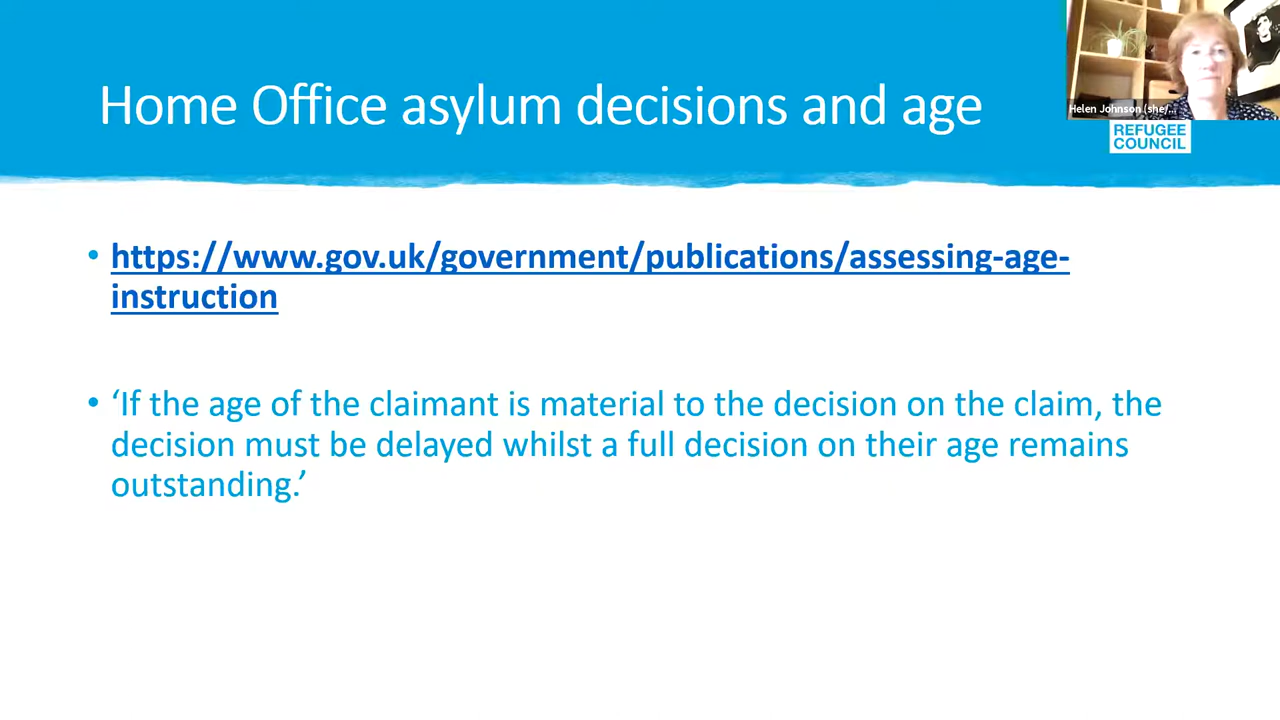 Home Office asylum decisions and age
Helen Johnson (she/...
REFUGEE
COUNCIL
• https://www.gov.uk/government/publications/assessing-age-
instruction
• ‘If the age of the claimant is material to the decision on the claim, the
decision must be delayed whilst a full decision on their age remains
outstanding.’